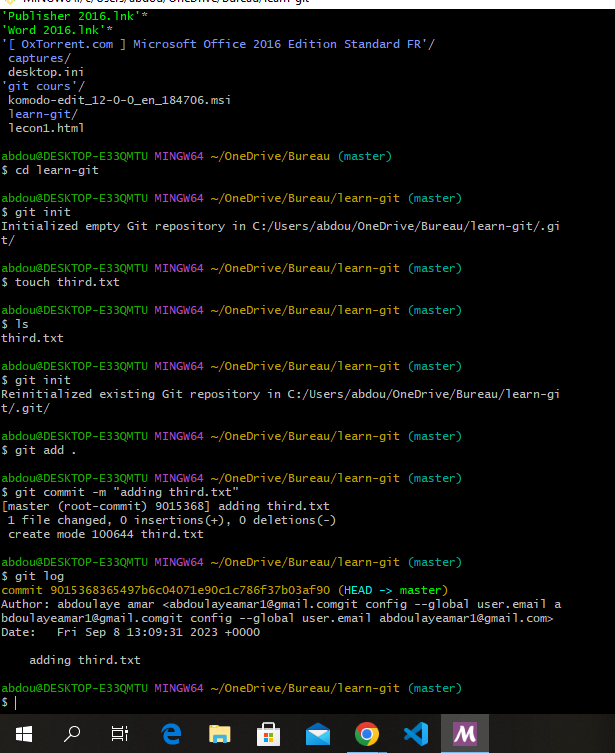 'Publisher 2016.lnk'*
'Word 2016.lnk'*
'[ OxTorrent.com ] Microsoft Office 2016 Edition Standard FR'/
captures/
desktop.ini
'git cours'/
komodo-edit_12-0-0_en_184706.msi
learn-git/
lecon1.html
abdou@DESKTOP-E33QMTU MINGW64 ~/OneDrive/Bureau (master)
$ cd learn-git
abdou@DESKTOP-E33QMTU MINGW64 ~/OneDrive/Bureau/learn-git (master)
$ git init
Initialized empty Git repository in C:/Users/abdou/OneDrive/Bureau/learn-git/.gi
t/
abdou@DESKTOP-E33QMTU MINGW64 ~/OneDrive/Bureau/learn-git (master)
$ touch third.txt
abdou@DESKTOP-E33QMTU MINGW64 ~/OneDrive/Bureau/learn-git (master)
$ ls
third.txt
abdou@DESKTOP-E33QMTU MINGW64 ~/OneDrive/Bureau/learn-git (master)
$ git init
Reinitialized existing Git repository in C:/Users/abdou/OneDrive/Bureau/learn-gi
t/.git/
abdou@DESKTOP-E33QMTU MINGW64 ~/OneDrive/Bureau/learn-git (master)
$ git add .
abdou@DESKTOP-E33QMTU MINGW64 ~/OneDrive/Bureau/learn-git (master)
$ git commit -m "adding third.txt"
[master (root-commit) 9015368] adding third.txt
1 file changed, 0 insertions(+), 0 deletions(-)
create mode 100644 third.txt
abdou@DESKTOP-E33QMTU MINGW64 ~/OneDrive/Bureau/learn-git (master)
$ git log
commit 9015368365497b6c04071e90c1c786f37b03af90 (HEAD -> master)
Author: abdoulaye amar <abdoulayeamar1@gmail.comgit config --global user.email a
bdoulayeamar1@gmail.comgit config --global user.email abdoulayeamar1@gmail.com>
Date:   Fri Sep 8 13:09:31 2023 +0000
adding third.txt
abdou@DESKTOP-E33QMTU MINGW64 ~/OneDrive/Bureau/learn-git (master)
$